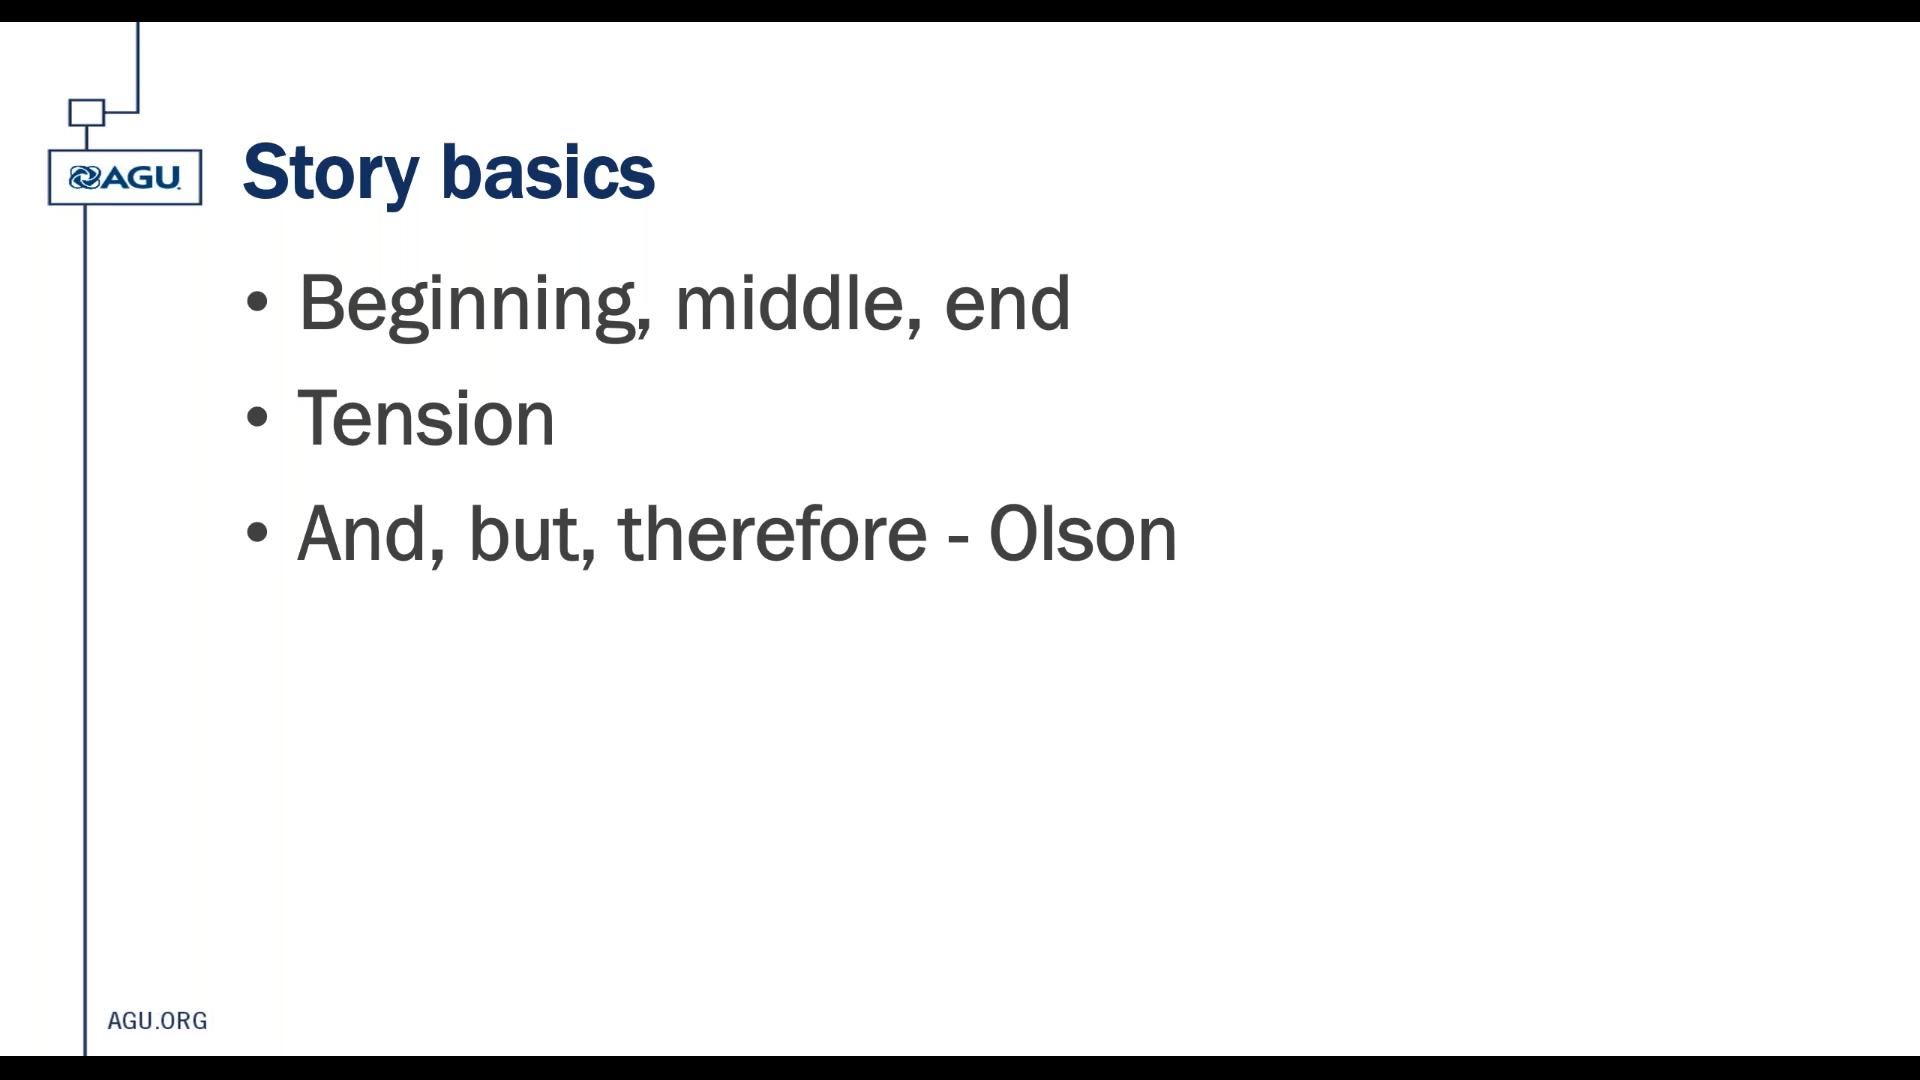 AGU
Story basics
• Beginning, middle, end
• Tension
• And, but, therefore - Olson
AGU.ORG